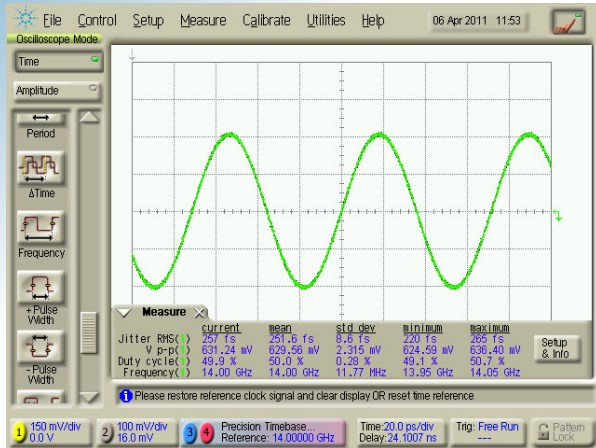 File Control Setup Measure Calibrate Utilities Help 06 Apr 2011 11:53
Oscilloscope Mode
Time
Amplitude
Period
ΔTime
Frequency
+ Pulse
Width
- Pulse
Width
Measure
current mean std dev minimum maximum
Jitter RMS(1) 257 fs 251.6 fs 8.6 fs 220 fs 265 fs
V p-p(1) 631.24 mV 629.56 mV 2.315 mV 624.59 mV 636.40 mV
Duty cycle(1) 49.9 % 50.0 % 0.28 % 49.1 % 50.7 %
Frequency(1) 14.00 GHz 14.00 GHz 11.77 MHz 13.95 GHz 14.05 GHz
Setup
& Info
Please restore reference clock signal and clear display OR reset time reference
1 150 mV/div
0.0 V
2 100 mV/div
16.0 mV
3 4 Precision Timebase...
Reference: 14.00000 GHz
Time:20.0 ps/div
Delay:24.1007 ns
Trig: Free Run
---
Pattern
Lock